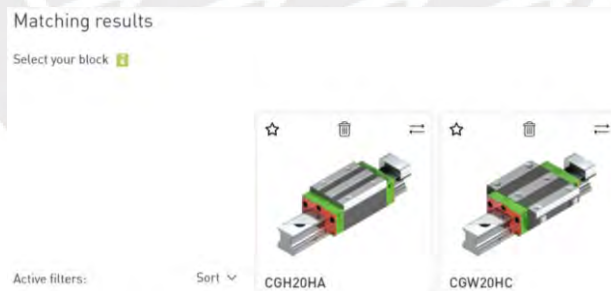 Matching results
Select your block
Active filters:
Sort
CGH20HA
CGW20HC